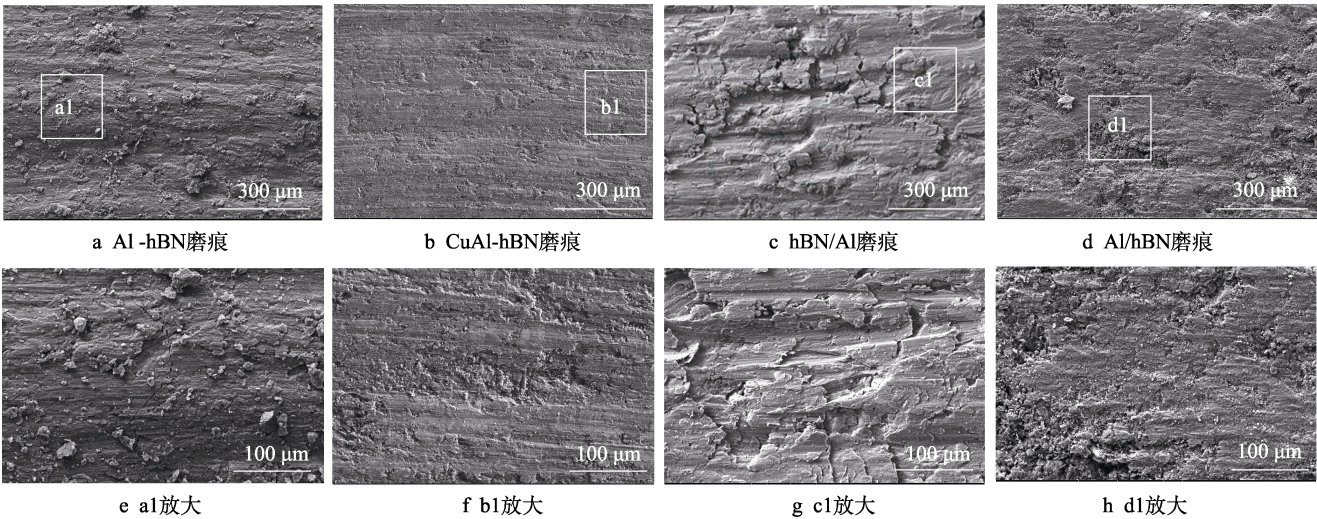 a1
300 μm
b1
300 μm
c1
300 μm
d1
300 μm
a Al -hBN磨痕
b CuAl-hBN磨痕
c hBN/Al磨痕
d Al/hBN磨痕
100 μm
100 μm
100 μm
100 μm
e a1放大
f b1放大
g c1放大
h d1放大